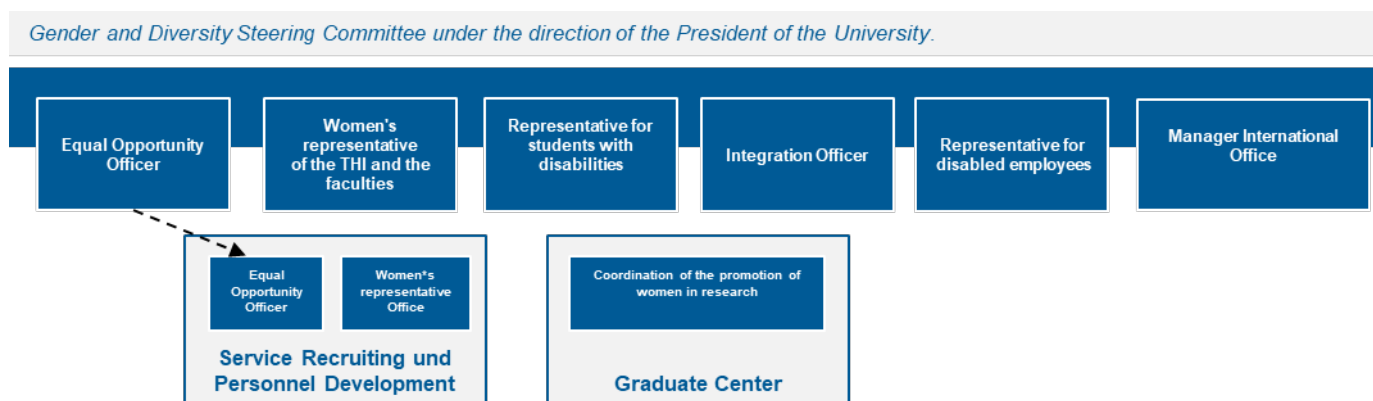 Gender and Diversity Steering Committee under the direction of the President of the University.
Equal Opportunity
Officer
Women's
representative
of the THI and the
faculties
Representative for
students with
disabilities
Integration Officer
Representative for
disabled employees
Manager International
Office
Equal
Opportunity
Officer
Women*s
representative
Office
Service Recruiting und
Personnel Development
Coordination of the promotion of
women in research
Graduate Center